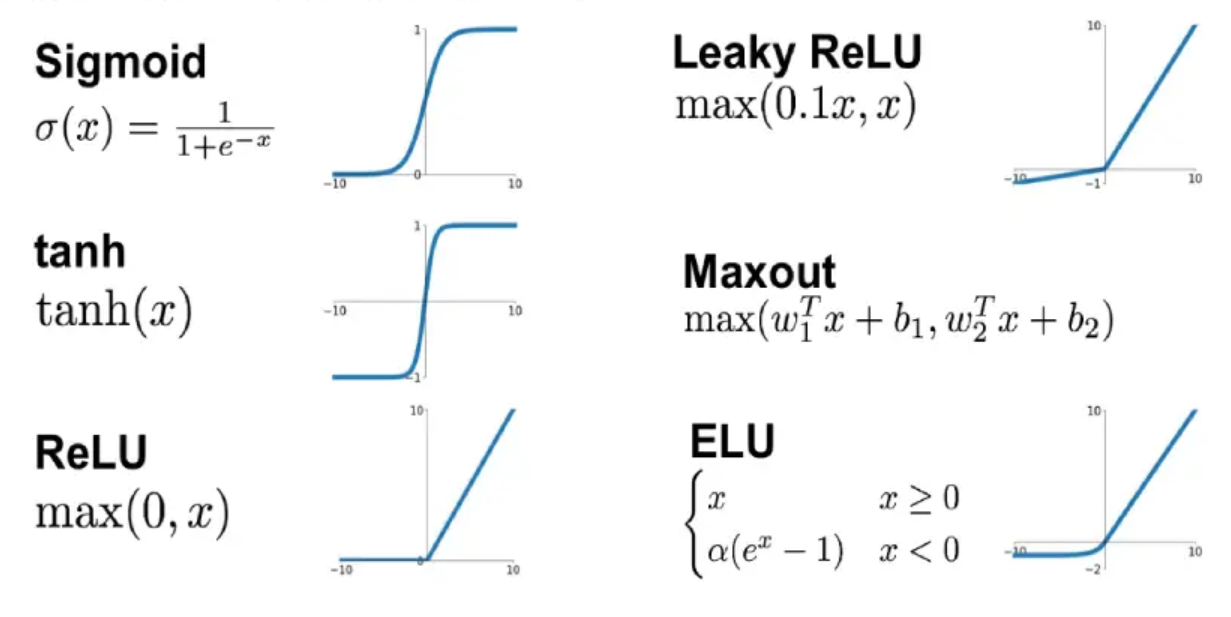 Sigmoid
σ(x) = 1/(1+e^{-x})
1
0
-10
10
tanh
tanh(x)
1
-10
10
-1
ReLU
max(0, x)
10
0
-10
10
Leaky ReLU
max(0.1x, x)
10
-10
-1
10
Maxout
max(w_1^T x + b_1, w_2^T x + b_2)
ELU
{ x x ≥ 0
α(e^x − 1) x < 0
10
-10
10
-2